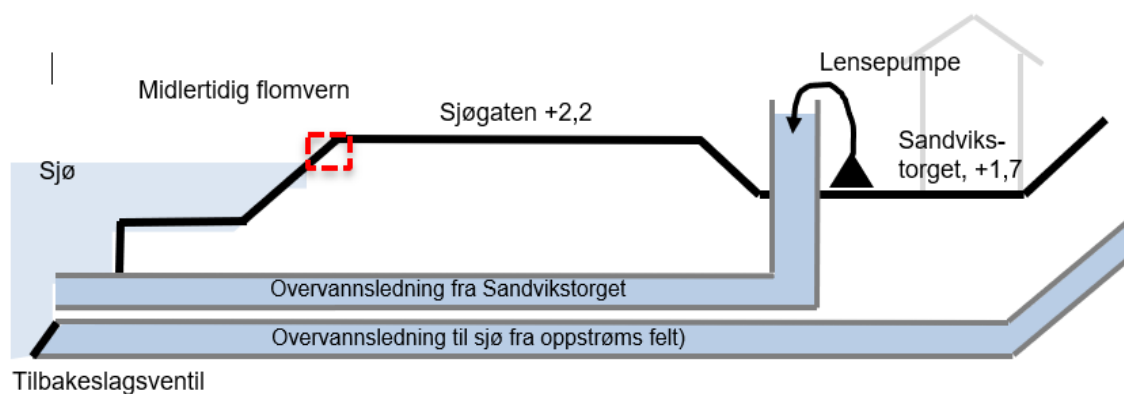 Lensepumpe
Midlertidig flomvern
Sjøgaten +2,2
Sandviks-
torget, +1,7
Sjø
Overvannsledning fra Sandvikstorget
Overvannsledning til sjø fra oppstrøms felt)
Tilbakeslagsventil